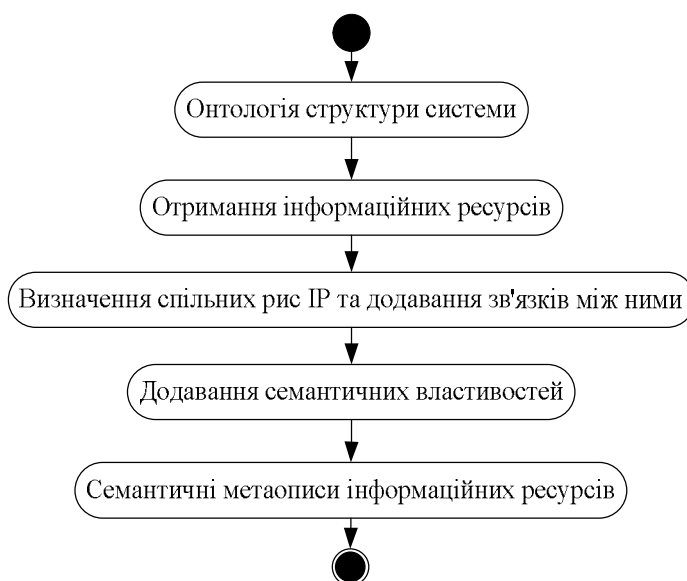 Онтологія структури системи
Отримання інформаційних ресурсів
Визначення спільних рис ІР та додавання зв'язків між ними
Додавання семантичних властивостей
Семантичні метаописи інформаційних ресурсів